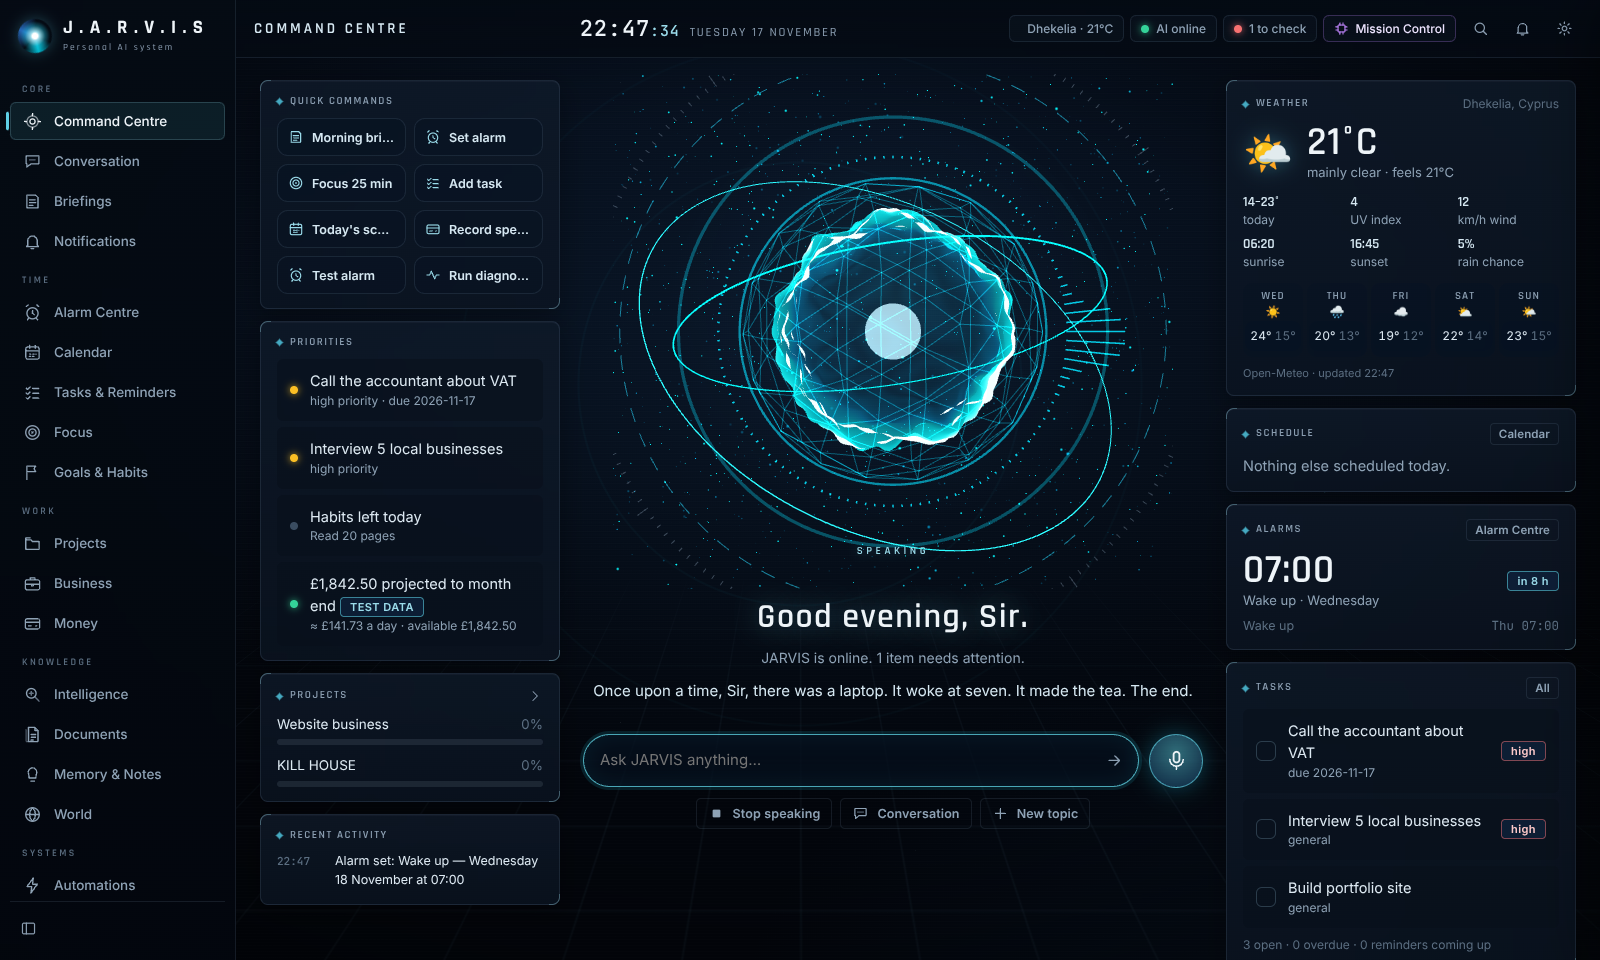 J.A.R.V.I.S
Personal AI system
CORE
Command Centre
Conversation
Briefings
Notifications
TIME
Alarm Centre
Calendar
Tasks & Reminders
Focus
Goals & Habits
WORK
Projects
Business
Money
KNOWLEDGE
Intelligence
Documents
Memory & Notes
World
SYSTEMS
Automations
COMMAND CENTRE
22:47:34 TUESDAY 17 NOVEMBER
Dhekelia · 21°C
AI online
1 to check
Mission Control
QUICK COMMANDS
Morning bri...
Set alarm
Focus 25 min
Add task
Today's sc...
Record spe...
Test alarm
Run diagno...
PRIORITIES
Call the accountant about VAT
high priority · due 2026-11-17
Interview 5 local businesses
high priority
Habits left today
Read 20 pages
£1,842.50 projected to month
end TEST DATA
≈ £141.73 a day · available £1,842.50
PROJECTS
Website business 0%
KILL HOUSE 0%
RECENT ACTIVITY
22:47 Alarm set: Wake up — Wednesday
18 November at 07:00
SPEAKING
Good evening, Sir.
JARVIS is online. 1 item needs attention.
Once upon a time, Sir, there was a laptop. It woke at seven. It made the tea. The end.
Ask JARVIS anything...
Stop speaking
Conversation
New topic
WEATHER Dhekelia, Cyprus
21°C
mainly clear · feels 21°C
14-23° 4 12
today UV index km/h wind
06:20 16:45 5%
sunrise sunset rain chance
WED THU FRI SAT SUN
24° 15° 20° 13° 19° 12° 22° 14° 23° 15°
Open-Meteo · updated 22:47
SCHEDULE Calendar
Nothing else scheduled today.
ALARMS Alarm Centre
07:00
in 8 h
Wake up · Wednesday
Wake up Thu 07:00
TASKS All
Call the accountant about
VAT
high
due 2026-11-17
Interview 5 local businesses
high
general
Build portfolio site
general
3 open · 0 overdue · 0 reminders coming up